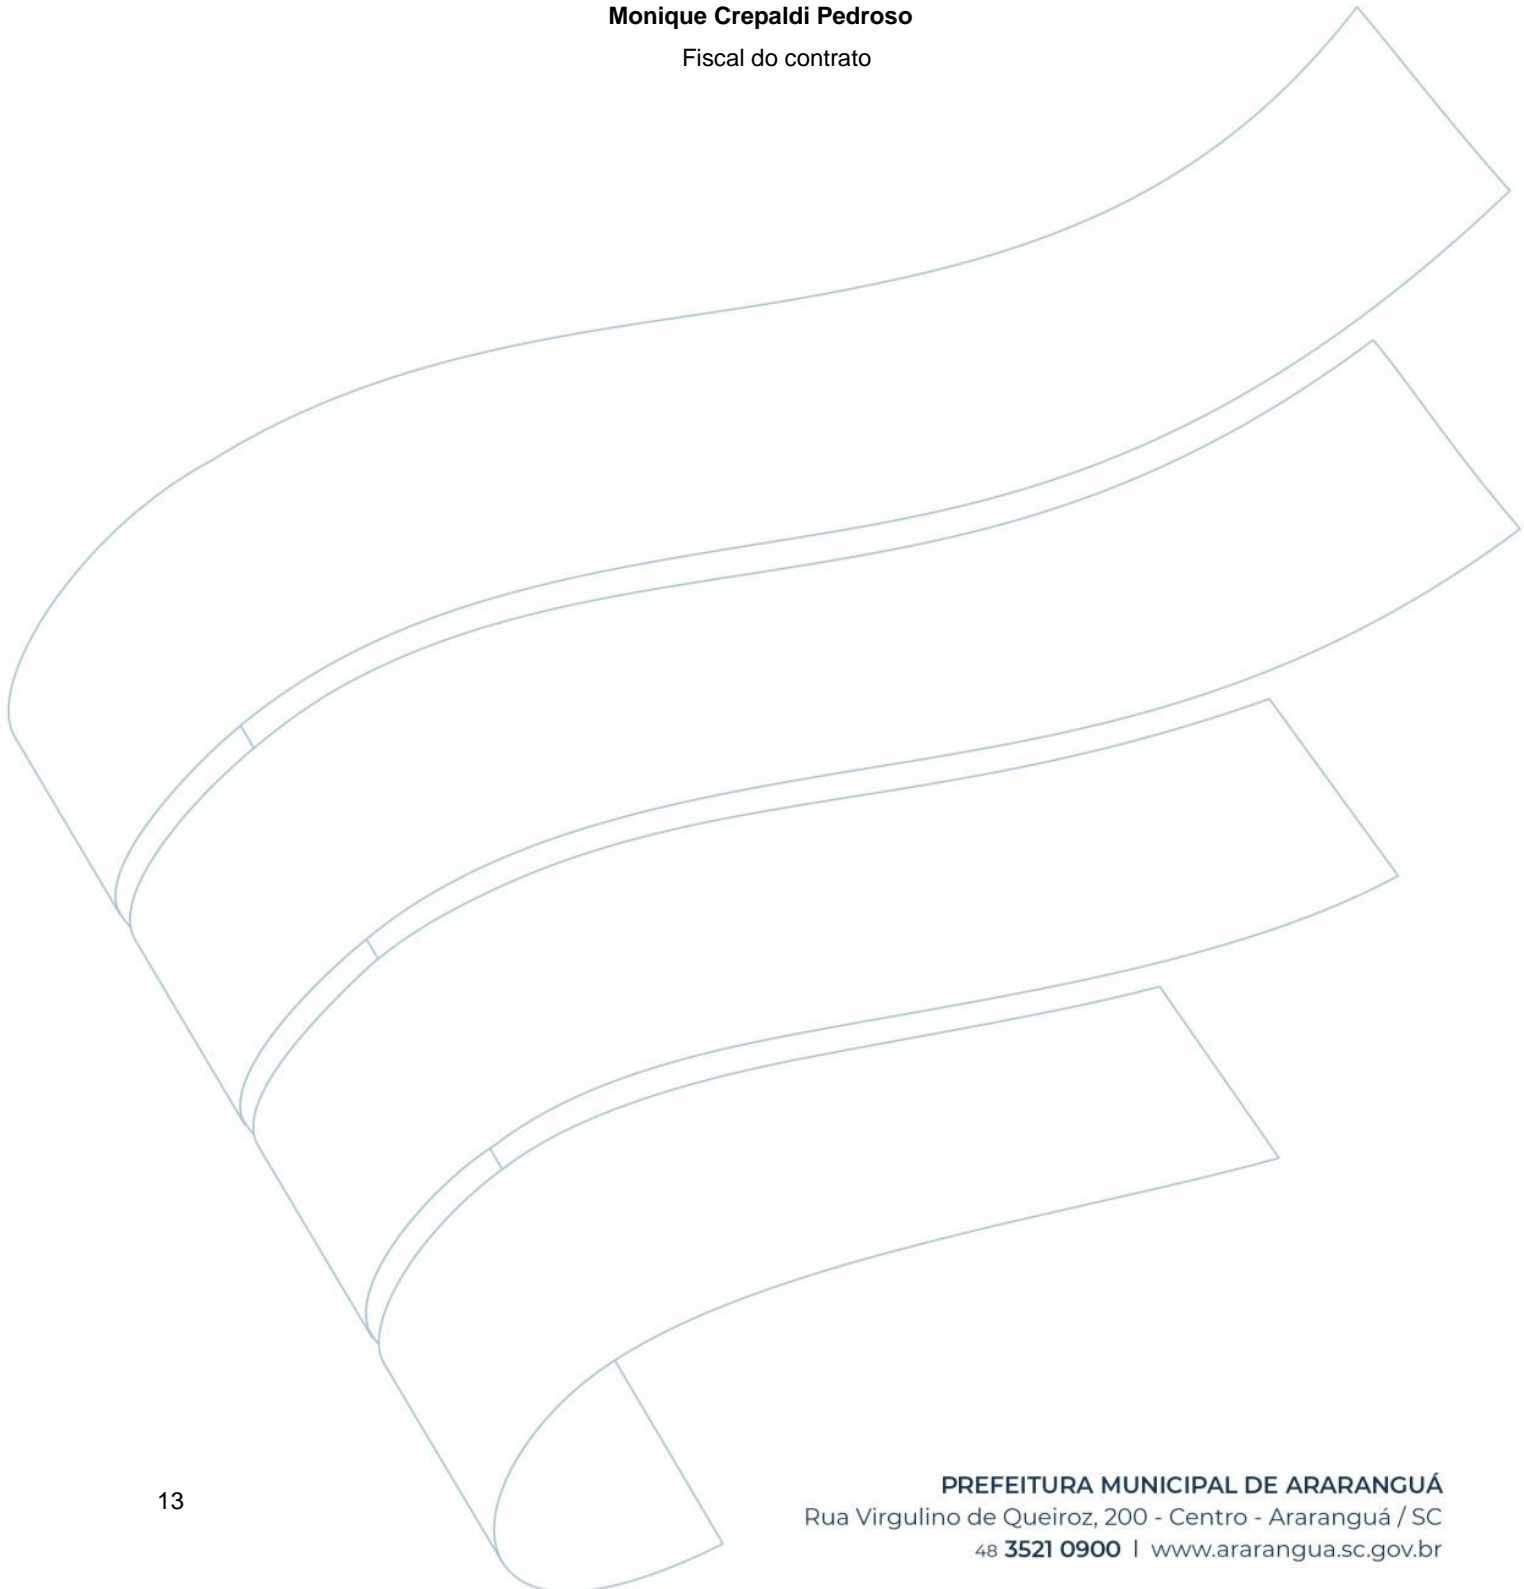 Monique Crepaldi Pedroso
Fiscal do contrato
13
PREFEITURA MUNICIPAL DE ARARANGUÁ
Rua Virgulino de Queiroz, 200 - Centro - Araranguá / SC
48 3521 0900 | www.ararangua.sc.gov.br